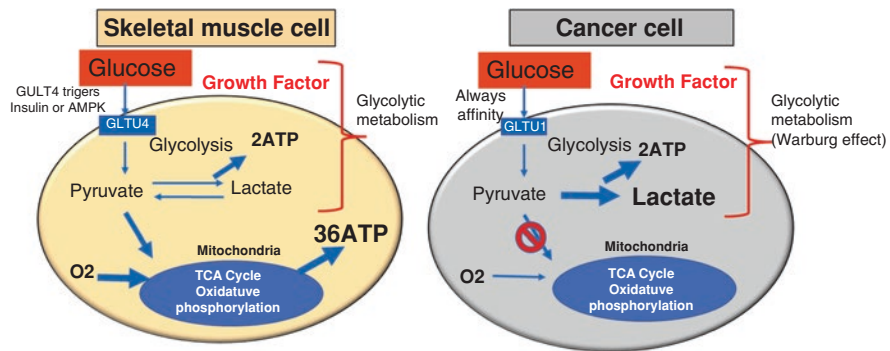 Skeletal muscle cell
Glucose
Growth Factor
GULT4 trigers
Insulin or AMPK
GLTU4
Glycolysis
2ATP
Glycolytic
metabolism
Pyruvate
Lactate
36ATP
Mitochondria
O2
TCA Cycle
Oxidatuve
phosphorylation
Cancer cell
Glucose
Growth Factor
Always
affinity
GLTU1
Glycolysis
2ATP
Glycolytic
metabolism
(Warburg effect)
Pyruvate
Lactate
Mitochondria
O2
TCA Cycle
Oxidatuve
phosphorylation